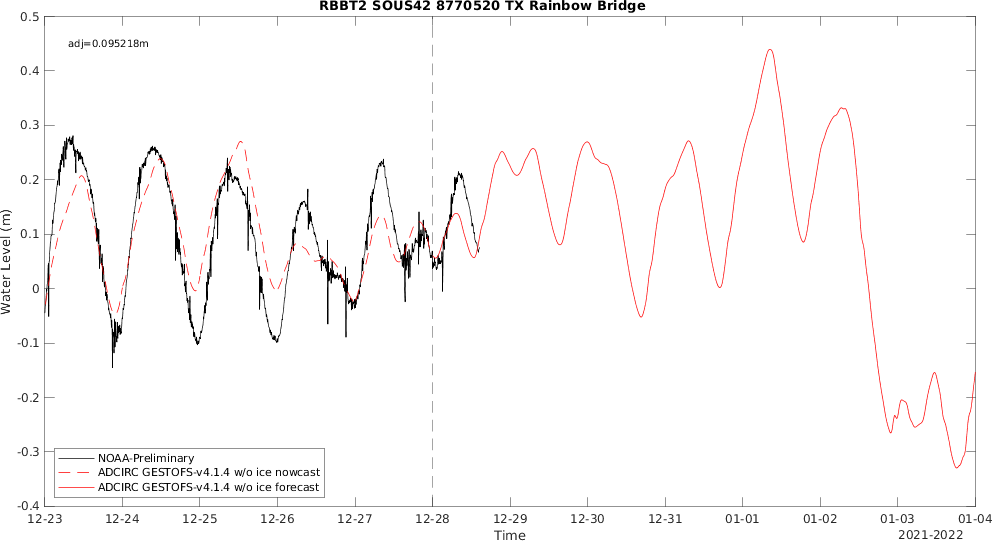 RBBT2 SOUS42 8770520 TX Rainbow Bridge
adj=0.095218m
0.5
0.4
0.3
0.2
0.1
0
-0.1
-0.2
-0.3
-0.4
Water Level (m)
NOAA-Preliminary
ADCIRC GESTOFS-v4.1.4 w/o ice nowcast
ADCIRC GESTOFS-v4.1.4 w/o ice forecast
12-23 12-24 12-25 12-26 12-27 12-28 12-29 12-30 12-31 01-01 01-02 01-03 01-04
Time
2021-2022